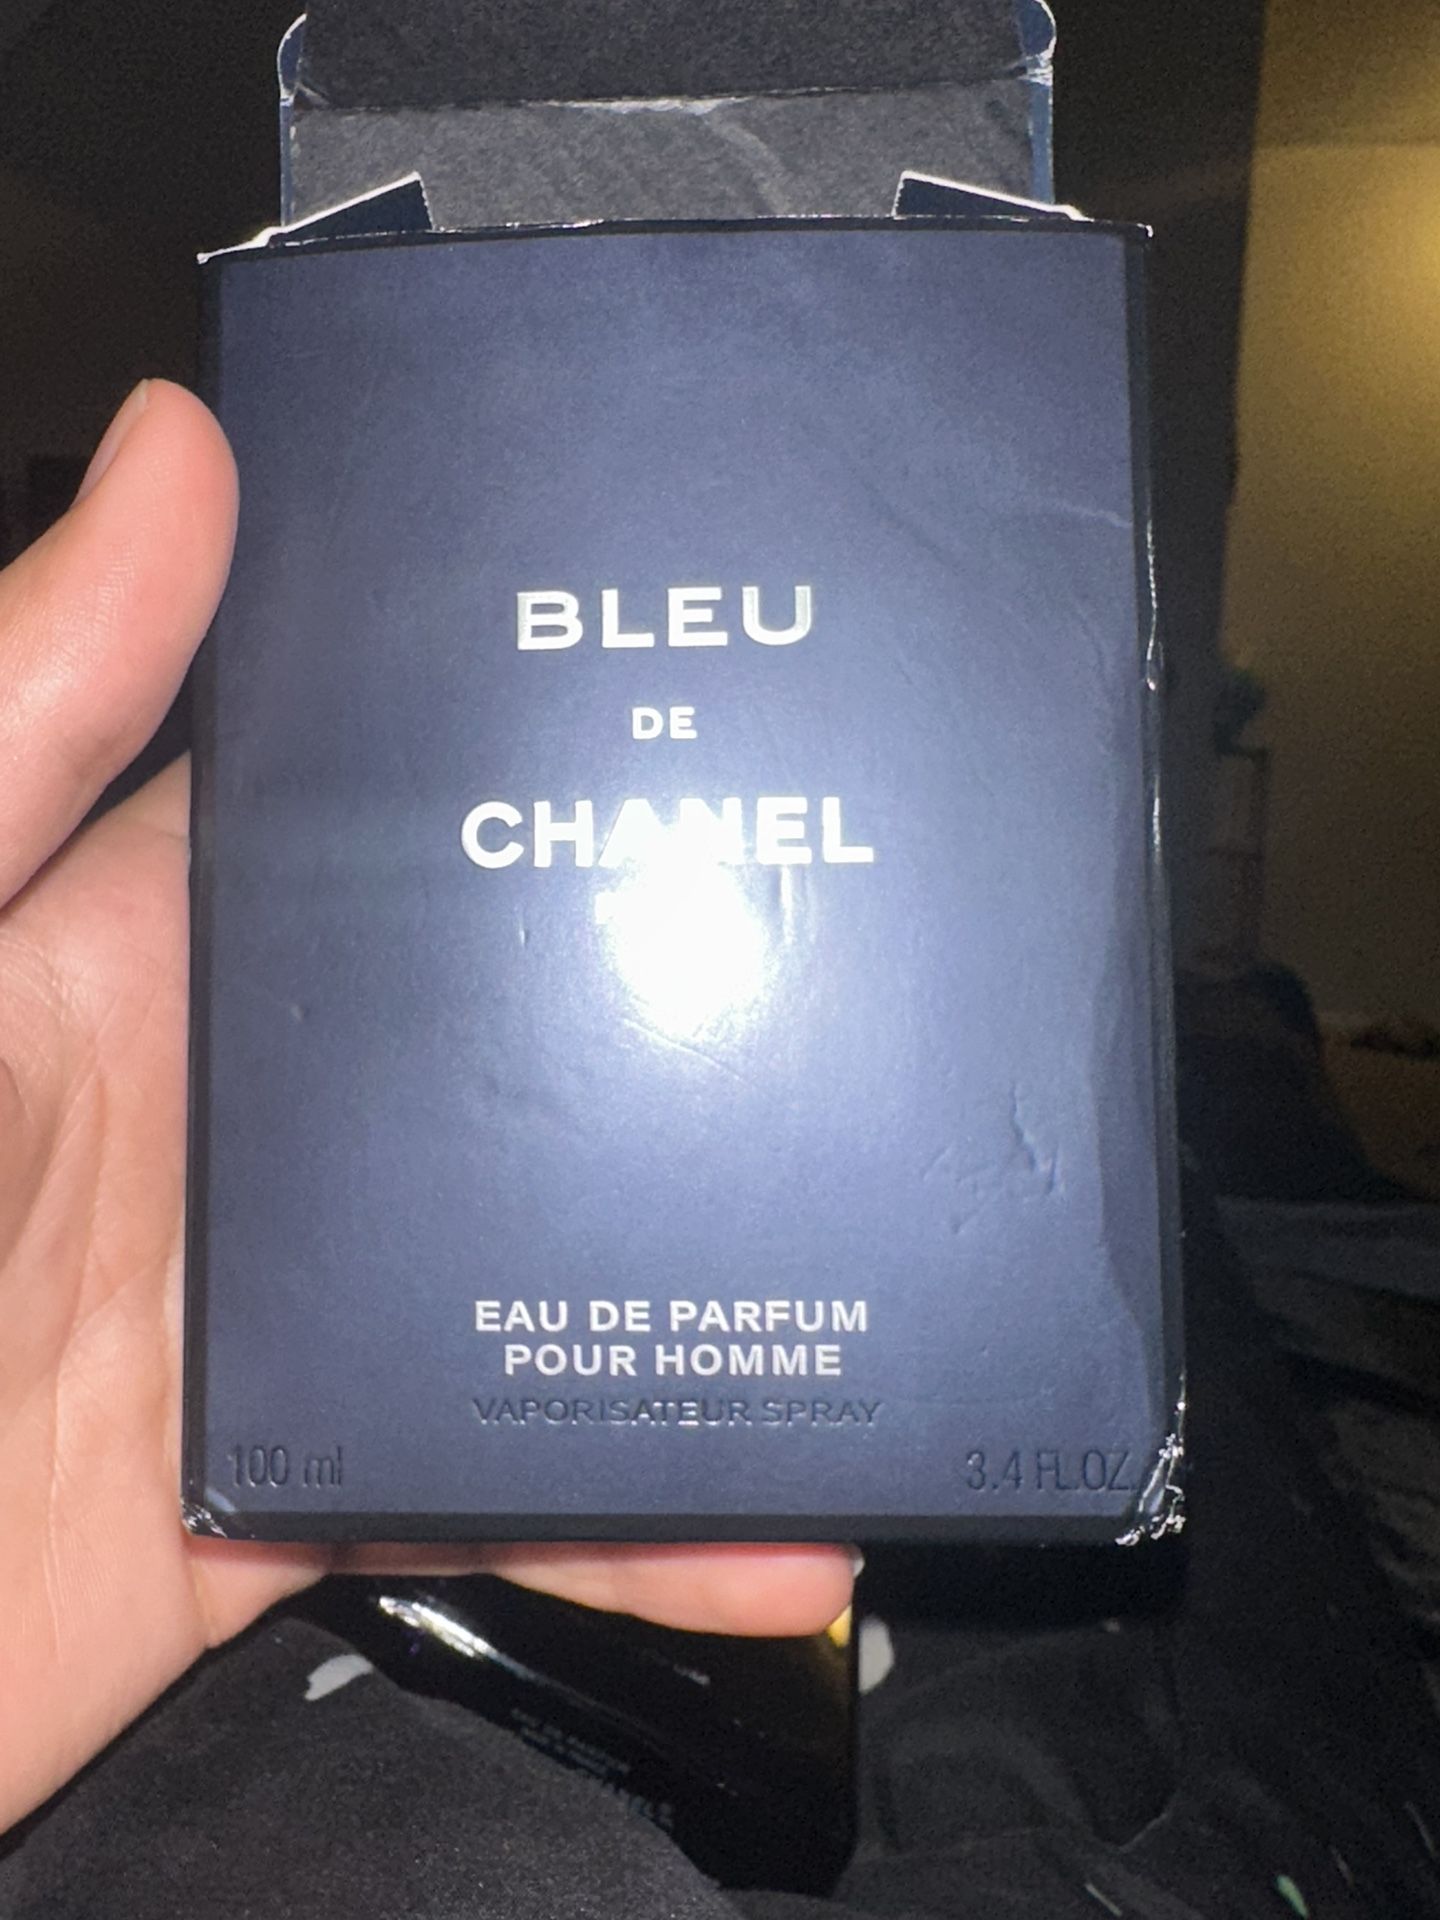 BLEU
DE
CHANEL
EAU DE PARFUM
POUR HOMME
VAPORISATEUR SPRAY
100 ml 3.4 FL.OZ.